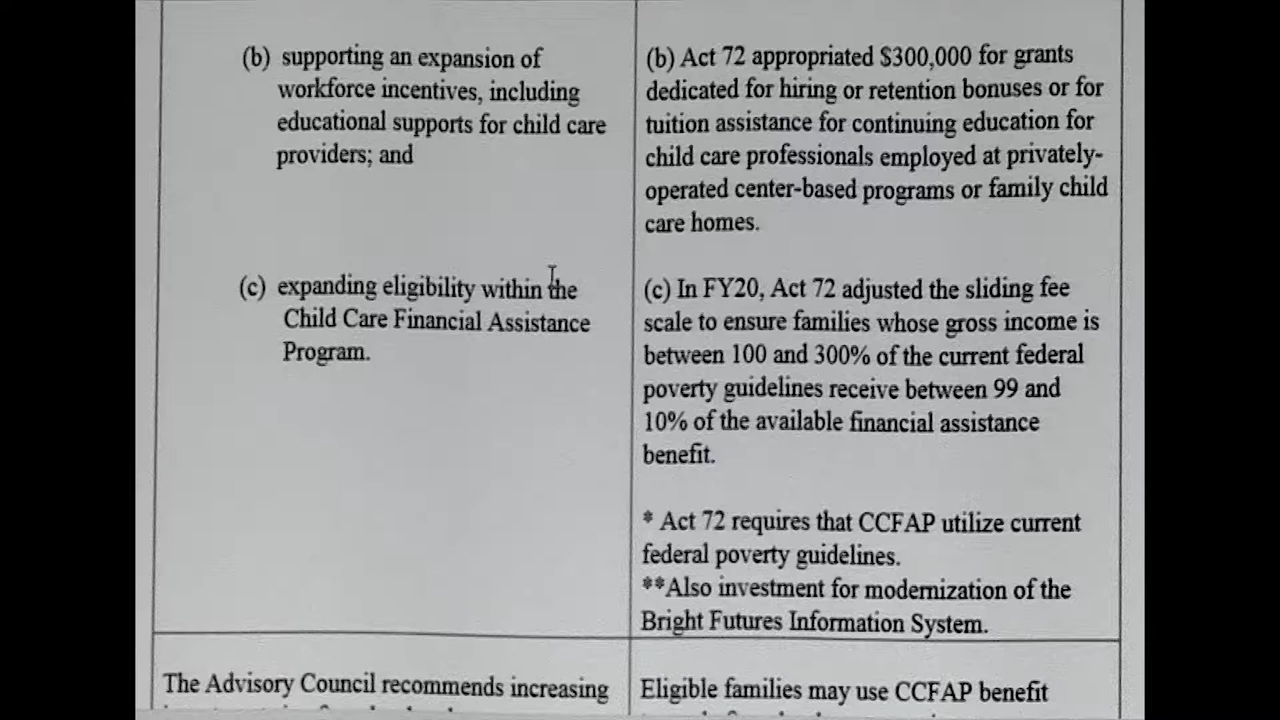 (b) supporting an expansion of
workforce incentives, including
educational supports for child care
providers; and
(c) expanding eligibility within the
Child Care Financial Assistance
Program.
(b) Act 72 appropriated $300,000 for grants
dedicated for hiring or retention bonuses or for
tuition assistance for continuing education for
child care professionals employed at privately-
operated center-based programs or family child
care homes.
(c) In FY20, Act 72 adjusted the sliding fee
scale to ensure families whose gross income is
between 100 and 300% of the current federal
poverty guidelines receive between 99 and
10% of the available financial assistance
benefit.
* Act 72 requires that CCFAP utilize current
federal poverty guidelines.
**Also investment for modernization of the
Bright Futures Information System.
The Advisory Council recommends increasing
Eligible families may use CCFAP benefit